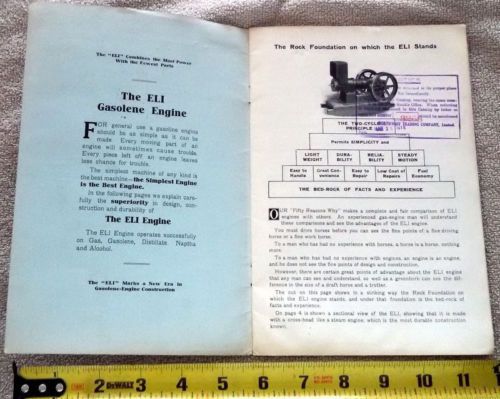 The "ELI" Combines the Most Power
With the Fewest Parts
The ELI
Gasolene Engine
FOR general use a gasoline engine
should be as simple as it can be
made. Every moving part of an
engine will sometimes cause trouble.
Every piece left off an engine leaves
less chance for trouble.
The simplest machine of any kind is
the best machine—the Simplest Engine
is the Best Engine.
In the following pages we explain care-
fully the superiority in design, con-
struction and durability of
The ELI Engine
The ELI Engine operates successfully
on Gas, Gasolene, Distillate Naptha
and Alcohol.
The "ELI" Marks a New Era in
Gasolene-Engine Construction
The Rock Foundation on which the ELI Stands
THE TWO-CYCLE
PRINCIPLE
TRADING COMPANY, Limited
Permits SIMPLICITY and
LIGHT WEIGHT
DURA-BILITY
RELIA-BILITY
STEADY MOTION
Easy to Handle
Great Con-venience
Easy to Repair
Low Cost of Repairs
Fuel Economy
THE BED-ROCK OF FACTS AND EXPERIENCE
OUR "Fifty Reasons Why" makes a complete and fair comparison of ELI
engines with others. An experienced gas-engine man will understand
these comparisons and see the advantages of the ELI engine.
You must drive horses before you can see the fine points of a fine driving
horse or a fine work horse.
To a man who has had no experience with horses, a horse is a horse, nothing
more.
To a man who has had no experience with engines, an engine is an engine,
and he does not see the fine points of design and construction.
However, there are certain great points of advantage about the ELI engine
that any man can see and understand, as well as a greenhorn can see the dif-
ference in the size of a draft horse and a trotter.
The cut on this page shows in a striking way the Rock Foundation on
which the ELI engine stands, and under that foundation is the bed-rock of
facts and experience.
On page 4 is shown a sectional view of the ELI, showing that it is made
with a cross-head like a steam engine, which is the most durable construction
known.
2 DEWALT 3 4 5 6 7 8 9 10 11